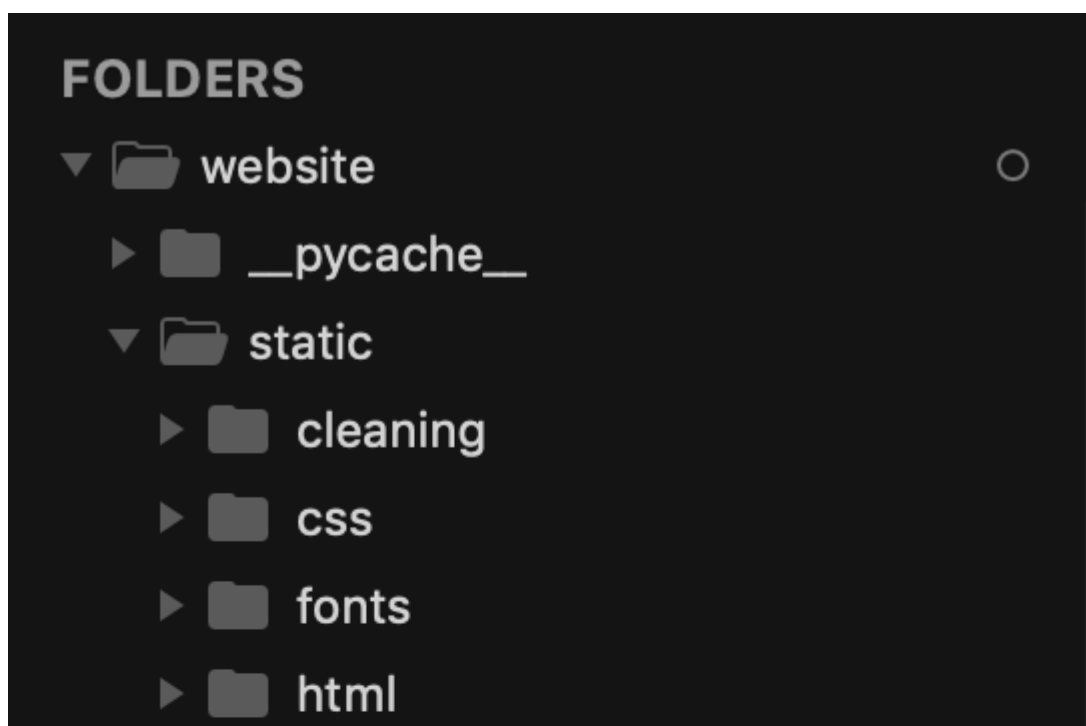 FOLDERS
website
__pycache__
static
cleaning
css
fonts
html